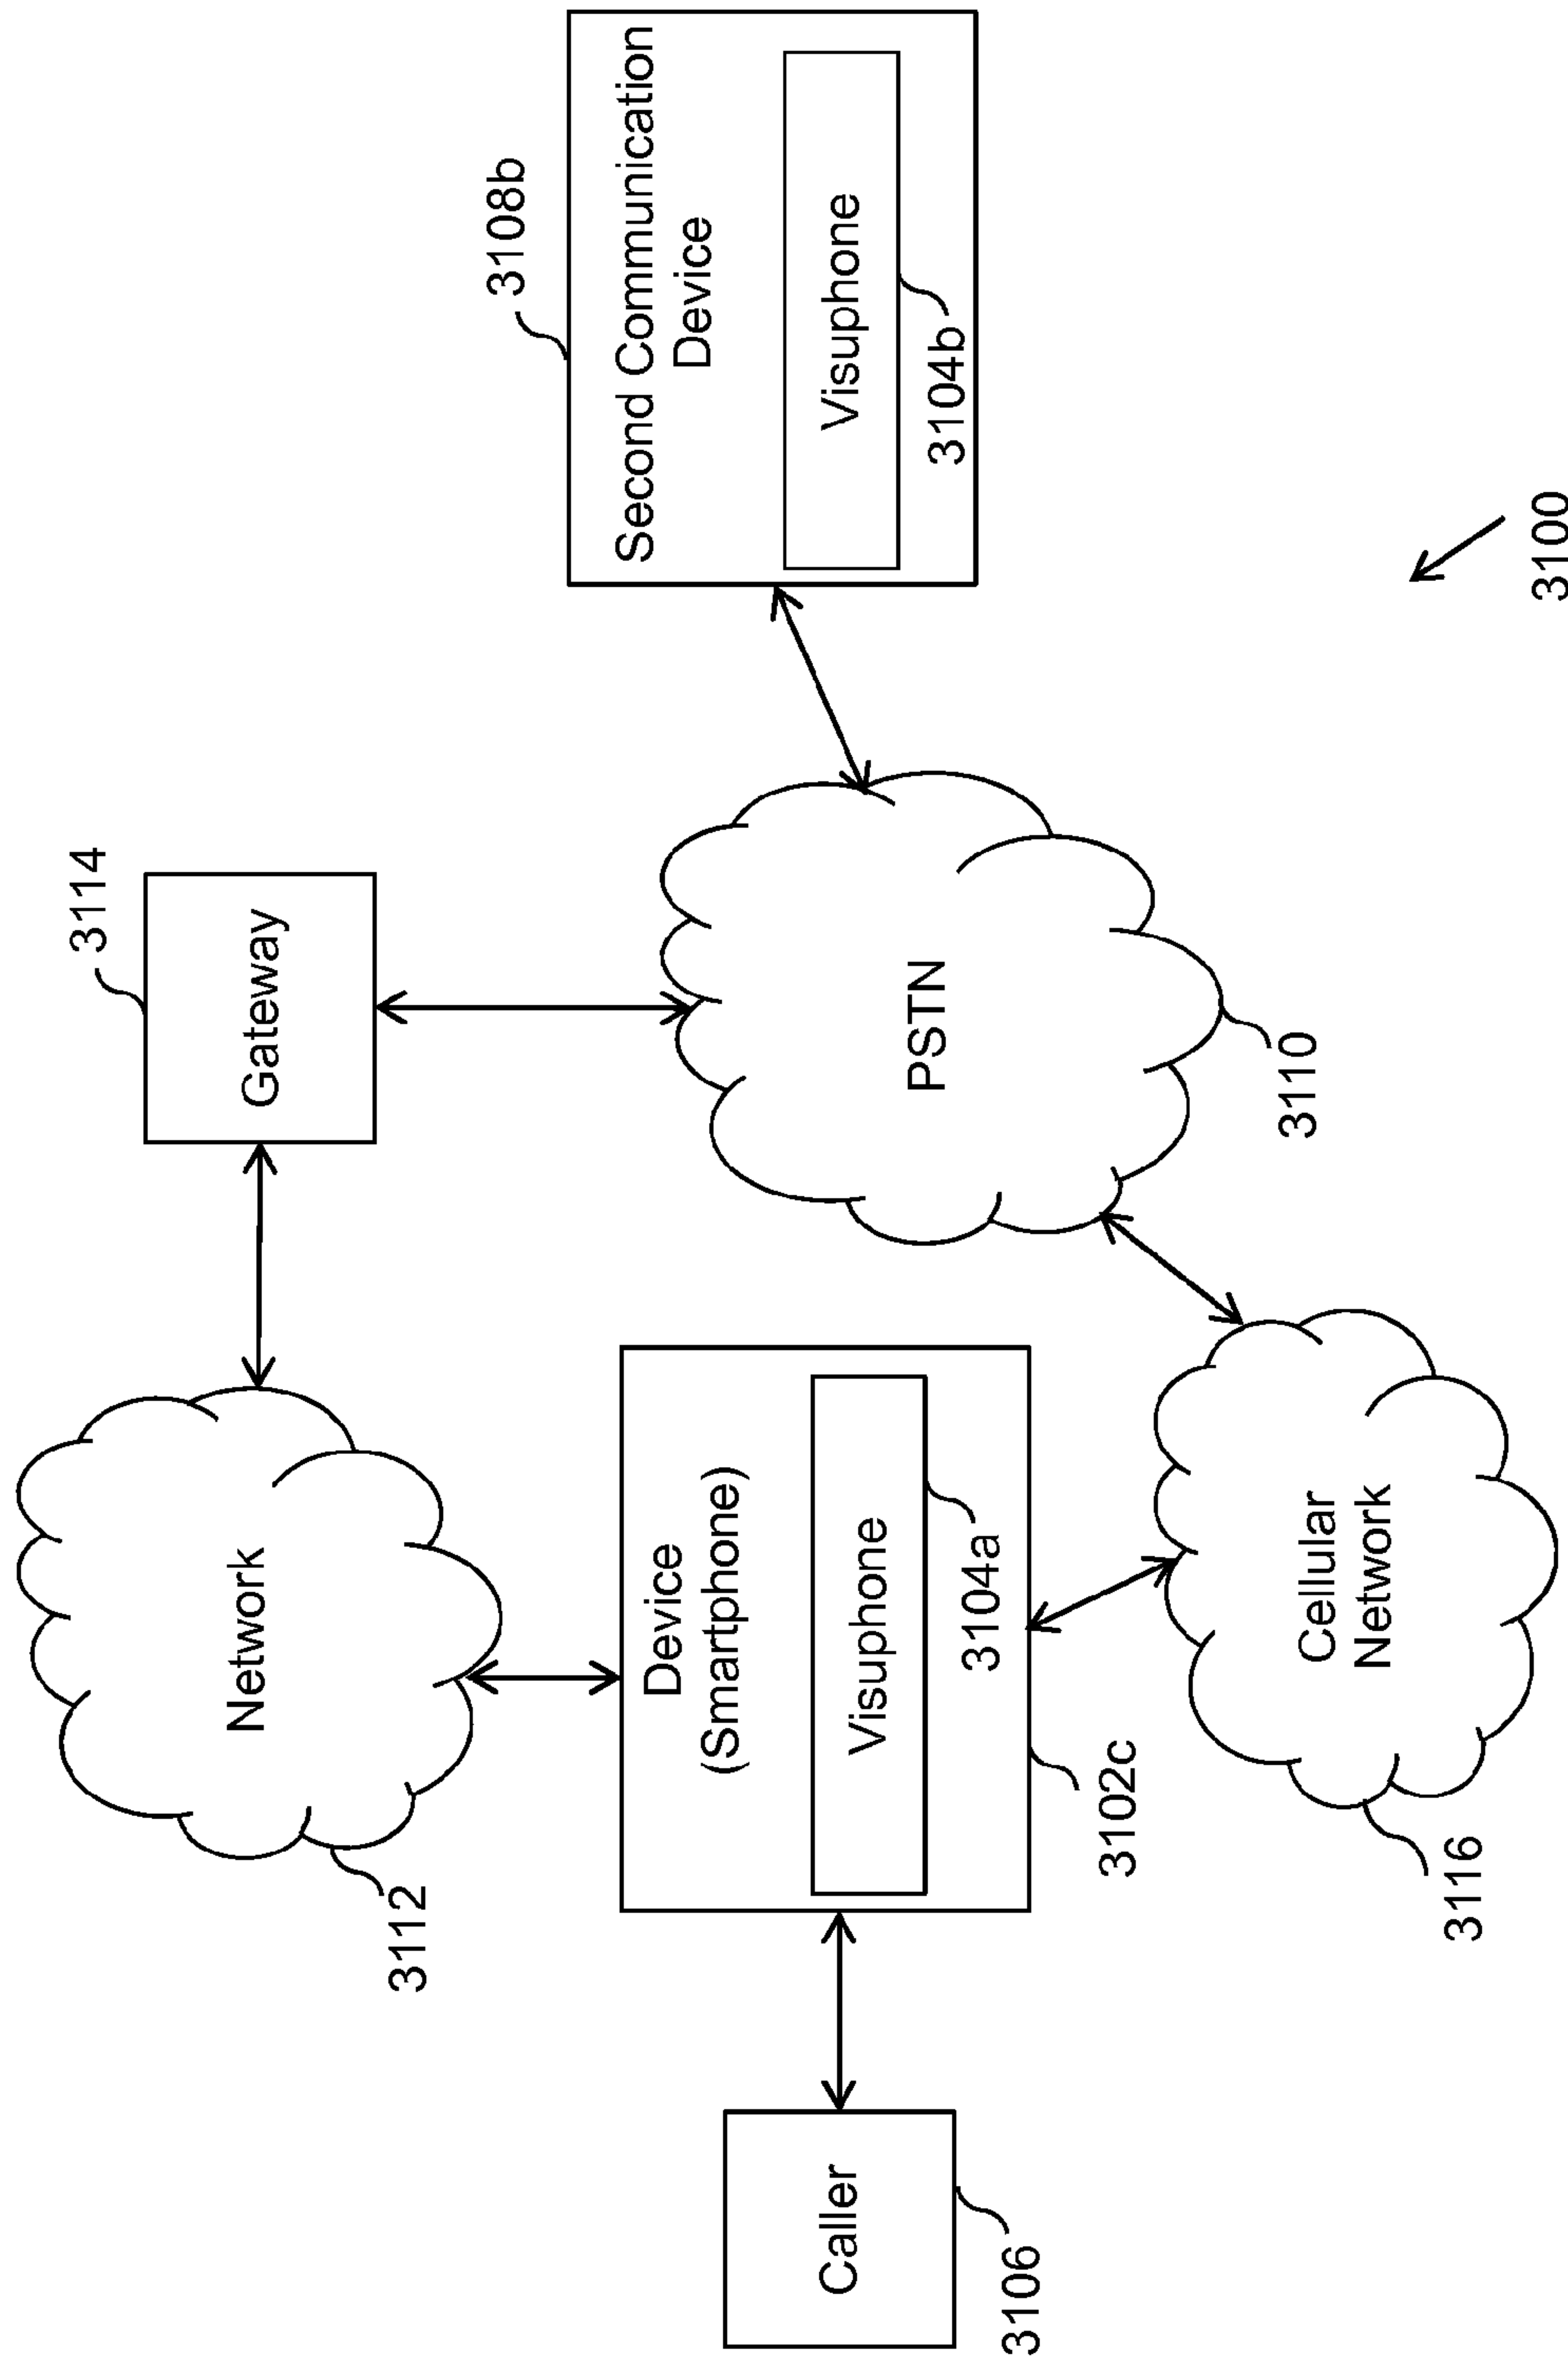 3112
Network
Gateway
3114
Caller
3106
Device
(Smartphone)
Visuphone
3104a
3102c
PSTN
3110
3108b
Second Communication
Device
Visuphone
3104b
Cellular
Network
3116
3100